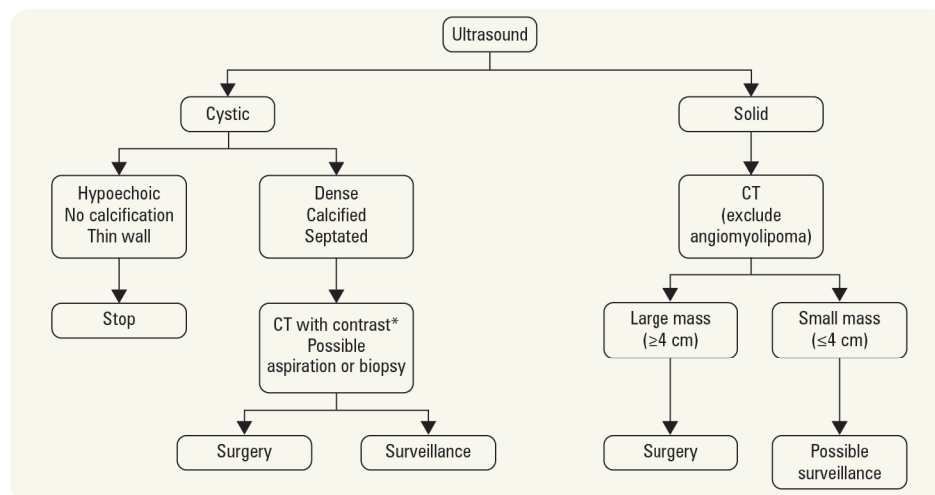 Ultrasound
Cystic
Solid
Hypoechoic
No calcification
Thin wall
Dense
Calcified
Septated
CT
(exclude
angiomyolipoma)
Stop
CT with contrast*
Possible
aspiration or biopsy
Large mass
(≥4 cm)
Small mass
(≤4 cm)
Surgery
Surveillance
Surgery
Possible
surveillance